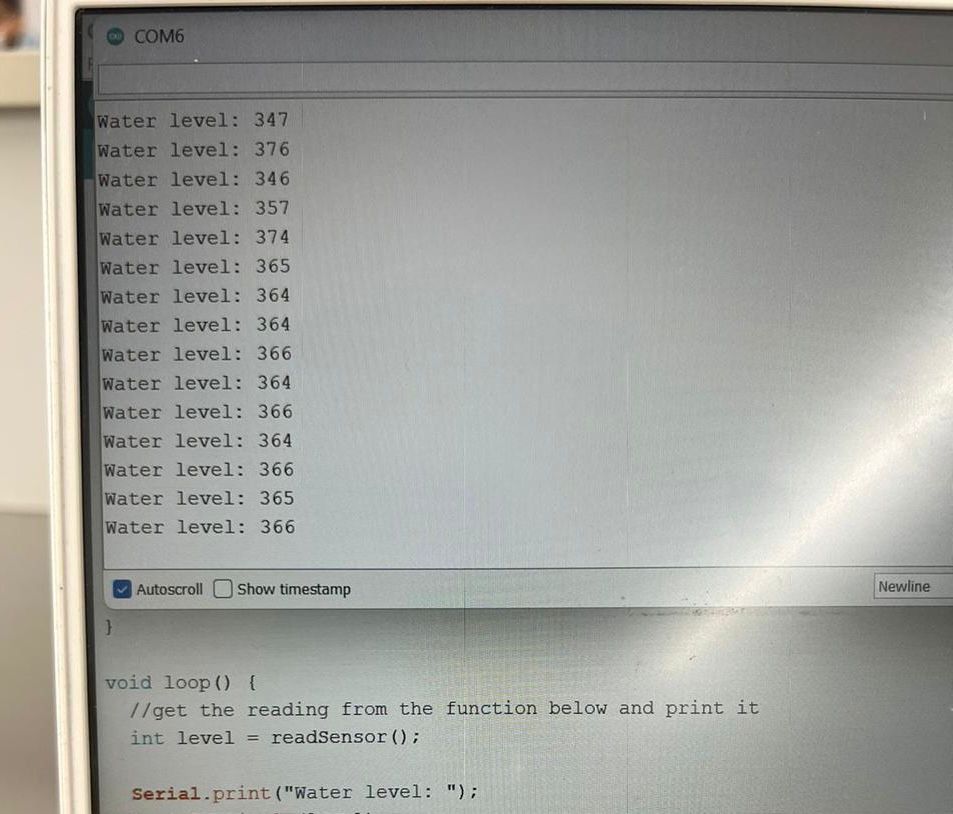 COM6
Water level: 347
Water level: 376
Water level: 346
Water level: 357
Water level: 374
Water level: 365
Water level: 364
Water level: 364
Water level: 366
Water level: 364
Water level: 366
Water level: 364
Water level: 366
Water level: 365
Water level: 366
Autoscroll Show timestamp Newline
}
void loop() {
//get the reading from the function below and print it
int level = readSensor();
Serial.print("Water level: ");